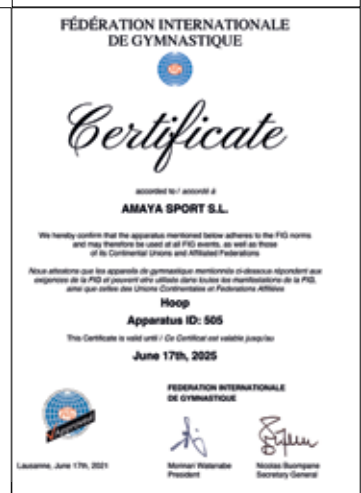 FÉDÉRATION INTERNATIONALE
DE GYMNASTIQUE
Certificate
accorded to / accordé à
AMAYA SPORT S.L.
We hereby confirm that the apparatus mentioned below adheres to the FIG norms
and may therefore be used at all FIG events, as well as those
of its Continental Unions and Affiliated Federations
Nous attestons que les appareils de gymnastique mentionnés ci-dessous répondent aux
exigences de la FIG et peuvent être utilisés dans toutes les manifestations de la FIG,
ainsi que celles des Unions Continentales et Federations Affiliées
Hoop
Apparatus ID: 505
This Certificate is valid until / Ce Certificat est valable jusqu'au
June 17th, 2025
FEDERATION INTERNATIONALE
DE GYMNASTIQUE
Approved
Lausanne, June 17th, 2021
Morinari Watanabe
President
Nicolas Buompane
Secretary General